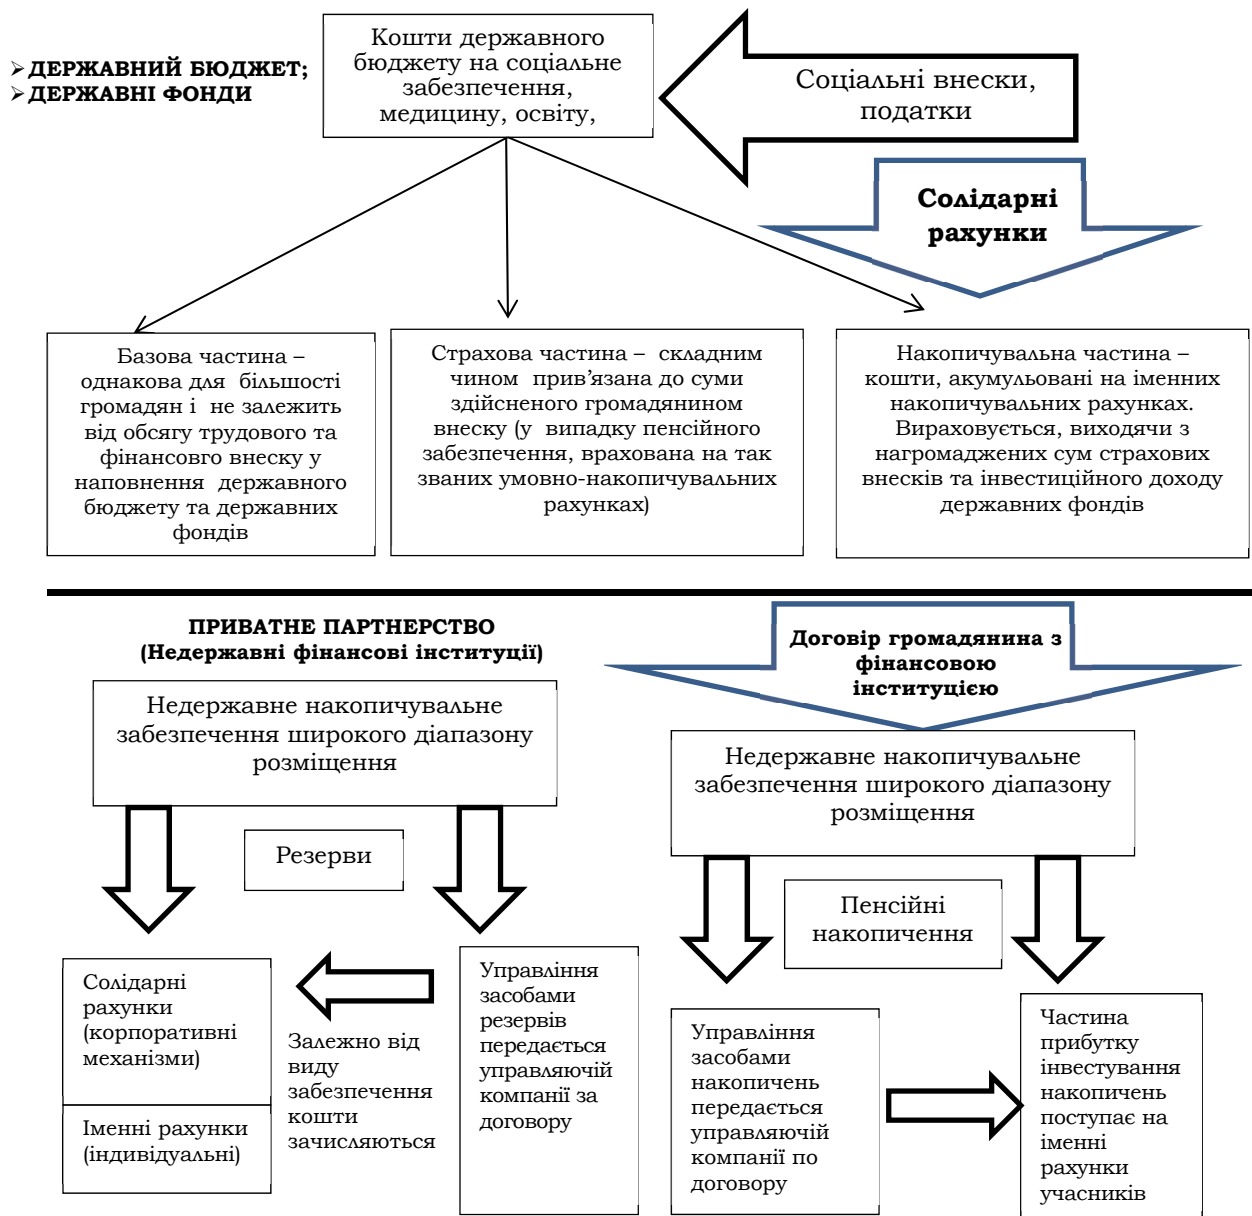 ➢ДЕРЖАВНИЙ БЮДЖЕТ;
➢ДЕРЖАВНІ ФОНДИ
Кошти державного
бюджету на соціальне
забезпечення,
медицину, освіту,
Соціальні внески,
податки
Солідарні
рахунки
Базова частина –
однакова для більшості
громадян і не залежить
від обсягу трудового та
фінансовго внеску у
наповнення державного
бюджету та державних
фондів
Страхова частина – складним
чином прив’язана до суми
здійсненого громадянином
внеску (у випадку пенсійного
забезпечення, врахована на так
званих умовно-накопичувальних
рахунках)
Накопичувальна частина –
кошти, акумульовані на іменних
накопичувальних рахунках.
Вираховується, виходячи з
нагромаджених сум страхових
внесків та інвестиційного доходу
державних фондів
ПРИВАТНЕ ПАРТНЕРСТВО
(Недержавні фінансові інституції)
Договір громадянина з
фінансовою
інституцією
Недержавне накопичувальне
забезпечення широкого діапазону
розміщення
Недержавне накопичувальне
забезпечення широкого діапазону
розміщення
Резерви
Пенсійні
накопичення
Солідарні
рахунки
(корпоративні
механізми)
Іменні рахунки
(індивідуальні)
Залежно від
виду
забезпечення
кошти
зачисляються
Управління
засобами
резервів
передається
управляючій
компанії за
договору
Управління
засобами
накопичень
передається
управляючій
компанії по
договору
Частина
прибутку
інвестування
накопичень
поступає на
іменні
рахунки
учасників